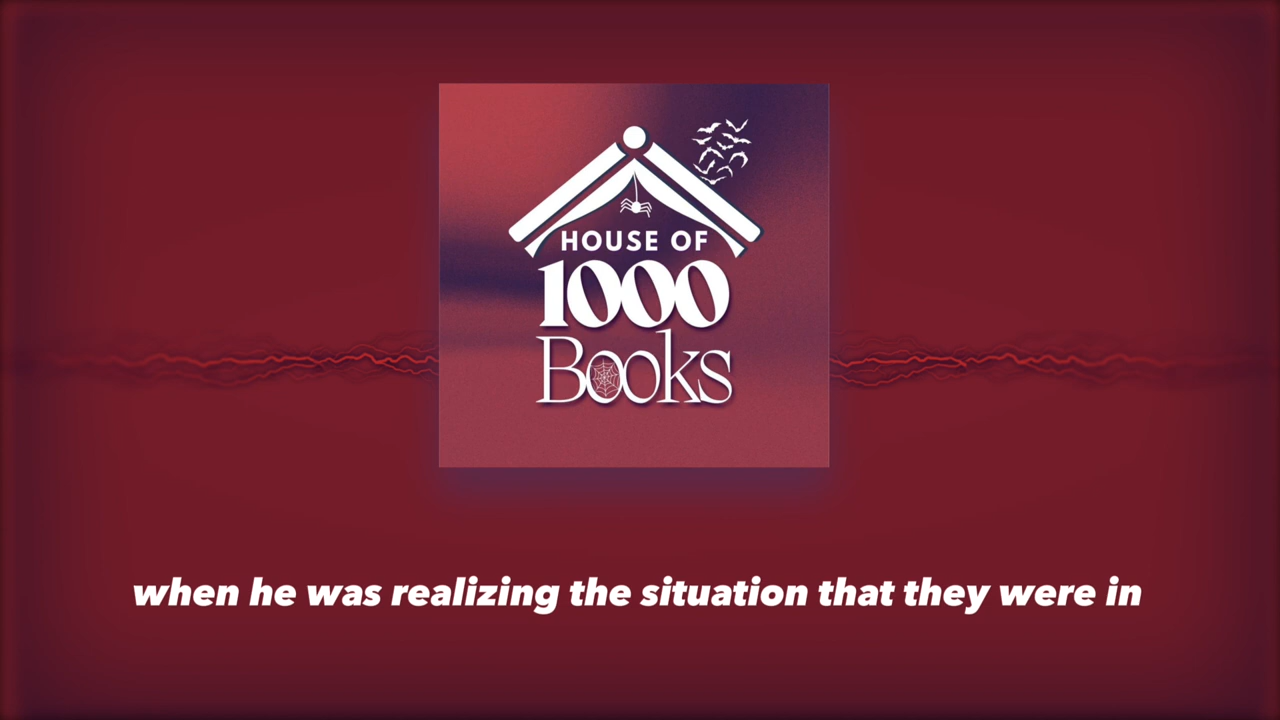 HOUSE OF
1000
Books
when he was realizing the situation that they were in